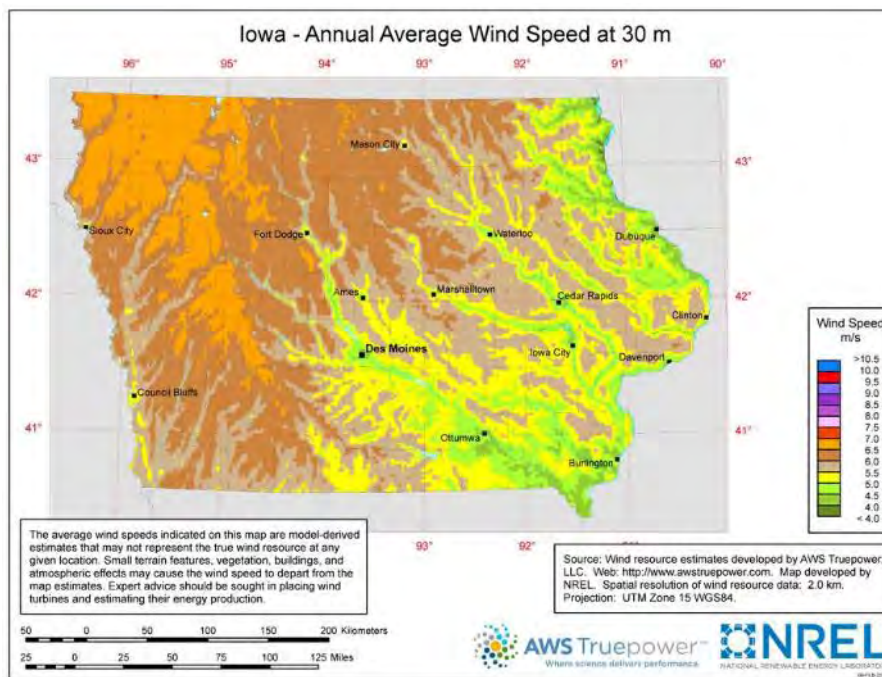 Iowa - Annual Average Wind Speed at 30 m
96° 95° 94° 93° 92° 91° 90°
43° 43°
Mason City
Sioux City
Fort Dodge
Waterloo
Dubuque
42° 42°
Ames
Marshalltown
Cedar Rapids
Clinton
Des Moines
Iowa City
Davenport
Council Bluffs
41° 41°
Ottumwa
Burlington
93° 92°
Wind Speed
m/s
>10.5
10.0
9.5
9.0
8.5
8.0
7.5
7.0
6.5
6.0
5.5
5.0
4.5
4.0
< 4.0
The average wind speeds indicated on this map are model-derived
estimates that may not represent the true wind resource at any
given location. Small terrain features, vegetation, buildings, and
atmospheric effects may cause the wind speed to depart from the
map estimates. Expert advice should be sought in placing wind
turbines and estimating their energy production.
Source: Wind resource estimates developed by AWS Truepower,
LLC. Web: http://www.awstruepower.com. Map developed by
NREL. Spatial resolution of wind resource data: 2.0 km.
Projection: UTM Zone 15 WGS84.
50 0 50 100 150 200 Kilometers
25 0 25 50 75 100 125 Miles
AWS Truepower™
Where science delivers performance.
NREL
NATIONAL RENEWABLE ENERGY LABORATORY